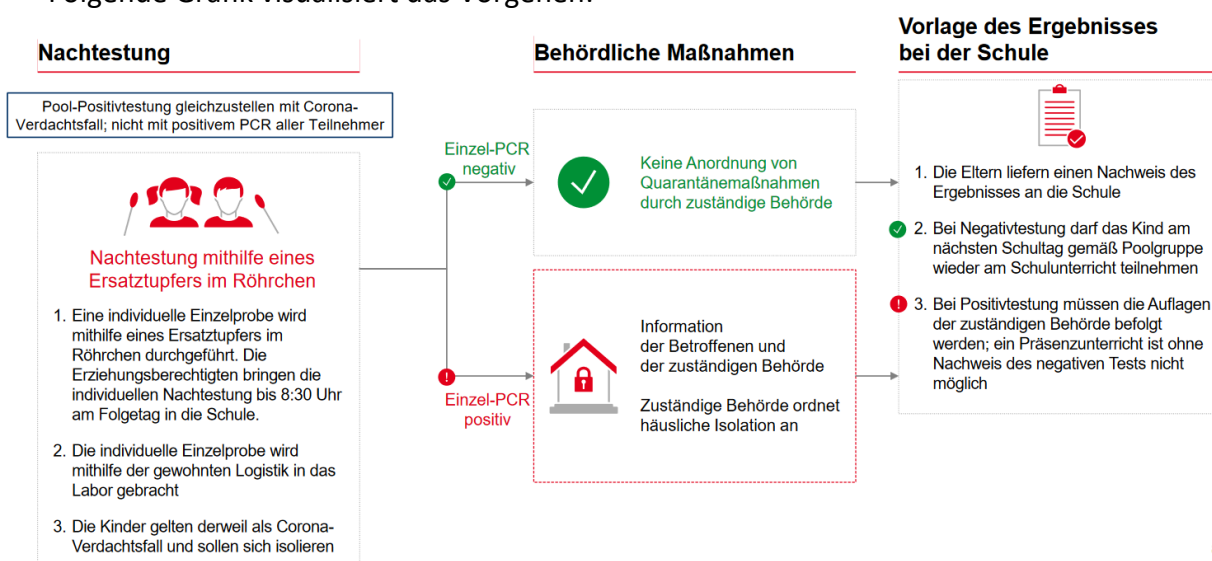 Folgende Grafik visualisiert das Vorgehen:
Nachtestung
Pool-Positivtestung gleichzustellen mit Corona-
Verdachtsfall; nicht mit positivem PCR aller Teilnehmer
Nachtestung mithilfe eines
Ersatztupfers im Röhrchen
1. Eine individuelle Einzelprobe wird
mithilfe eines Ersatztupfers im
Röhrchen durchgeführt. Die
Erziehungsberechtigten bringen die
individuellen Nachtestung bis 8:30 Uhr
am Folgetag in die Schule.
2. Die individuelle Einzelprobe wird
mithilfe der gewohnten Logistik in das
Labor gebracht
3. Die Kinder gelten derweil als Corona-
Verdachtsfall und sollen sich isolieren
Einzel-PCR
negativ
Einzel-PCR
positiv
Behördliche Maßnahmen
Keine Anordnung von
Quarantänemaßnahmen
durch zuständige Behörde
Information
der Betroffenen und
der zuständigen Behörde
Zuständige Behörde ordnet
häusliche Isolation an
Vorlage des Ergebnisses
bei der Schule
1. Die Eltern liefern einen Nachweis des
Ergebnisses an die Schule
2. Bei Negativtestung darf das Kind am
nächsten Schultag gemäß Poolgruppe
wieder am Schulunterricht teilnehmen
3. Bei Positivtestung müssen die Auflagen
der zuständigen Behörde befolgt
werden; ein Präsenzunterricht ist ohne
Nachweis des negativen Tests nicht
möglich